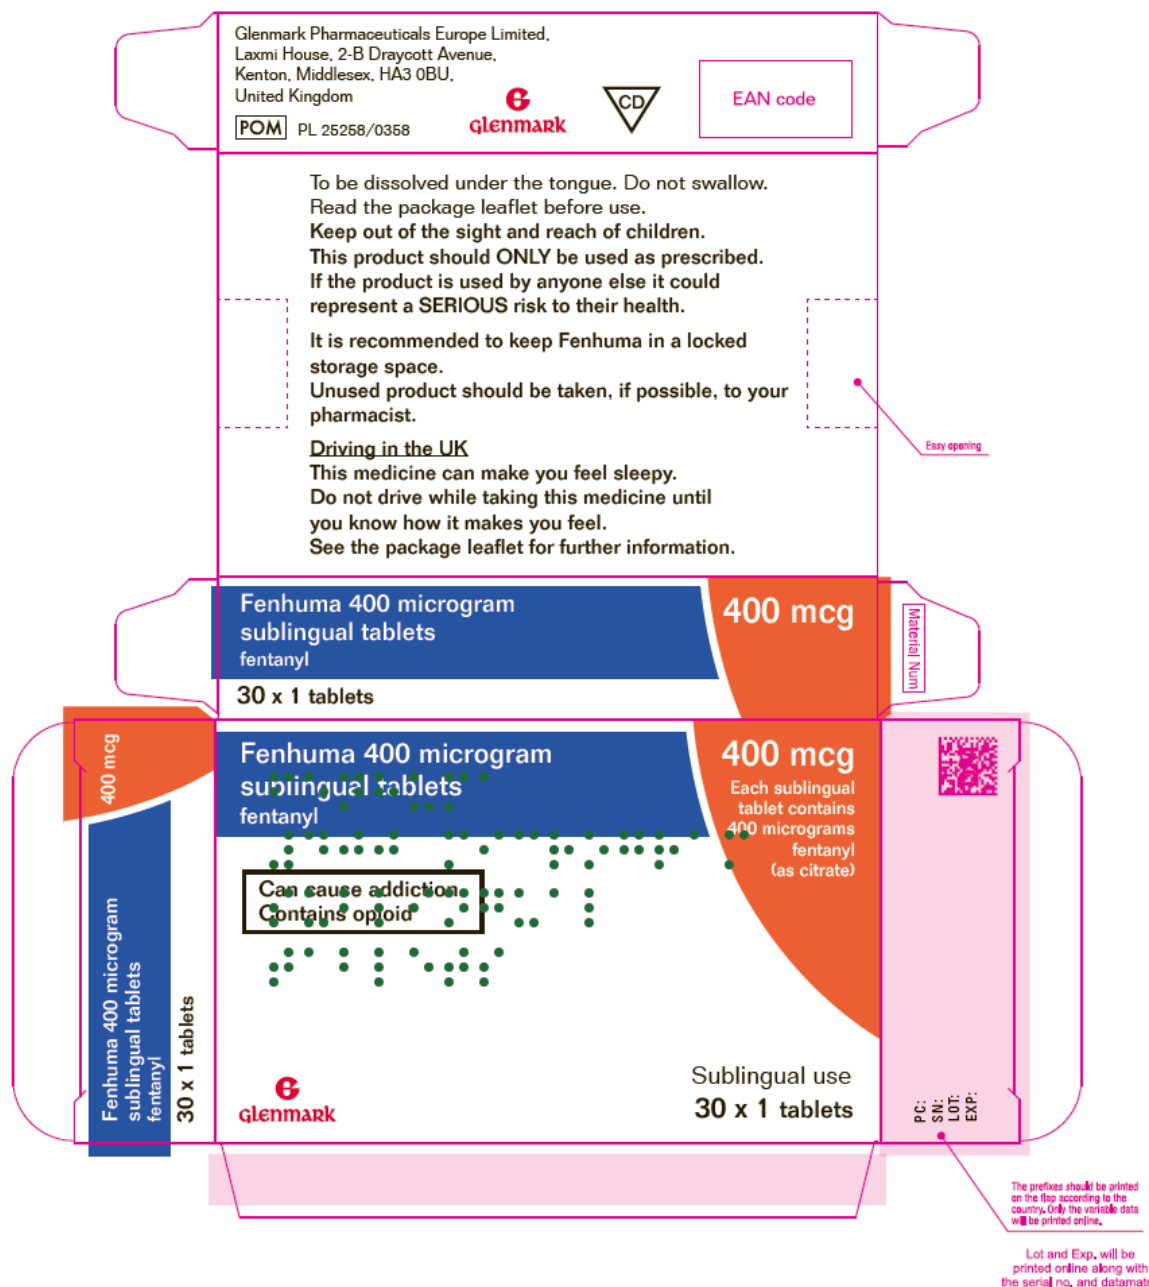 Glenmark Pharmaceuticals Europe Limited,
Laxmi House, 2-B Draycott Avenue,
Kenton, Middlesex, HA3 0BU,
United Kingdom
POM PL 25258/0358
GLENMARK
CD
EAN code
To be dissolved under the tongue. Do not swallow.
Read the package leaflet before use.
Keep out of the sight and reach of children.
This product should ONLY be used as prescribed.
If the product is used by anyone else it could
represent a SERIOUS risk to their health.
It is recommended to keep Fenhuma in a locked
storage space.
Unused product should be taken, if possible, to your
pharmacist.
Easy opening
Driving in the UK
This medicine can make you feel sleepy.
Do not drive while taking this medicine until
you know how it makes you feel.
See the package leaflet for further information.
Fenhuma 400 microgram
sublingual tablets
fentanyl
30 x 1 tablets
400 mcg
Material Num
400 mcg
Fenhuma 400 microgram
sublingual tablets
fentanyl
30 x 1 tablets
Fenhuma 400 microgram
sublingual tablets
fentanyl
400 mcg
Each sublingual
tablet contains
400 micrograms
fentanyl
(as citrate)
Can cause addiction
Contains opioid
GLENMARK
Sublingual use
30 x 1 tablets
PC:
SN:
LOT:
EXP:
The prefixes should be printed
on the flap according to the
country. Only the variable data
will be printed online.
Lot and Exp. will be
printed online along with
the serial no. and datamatr